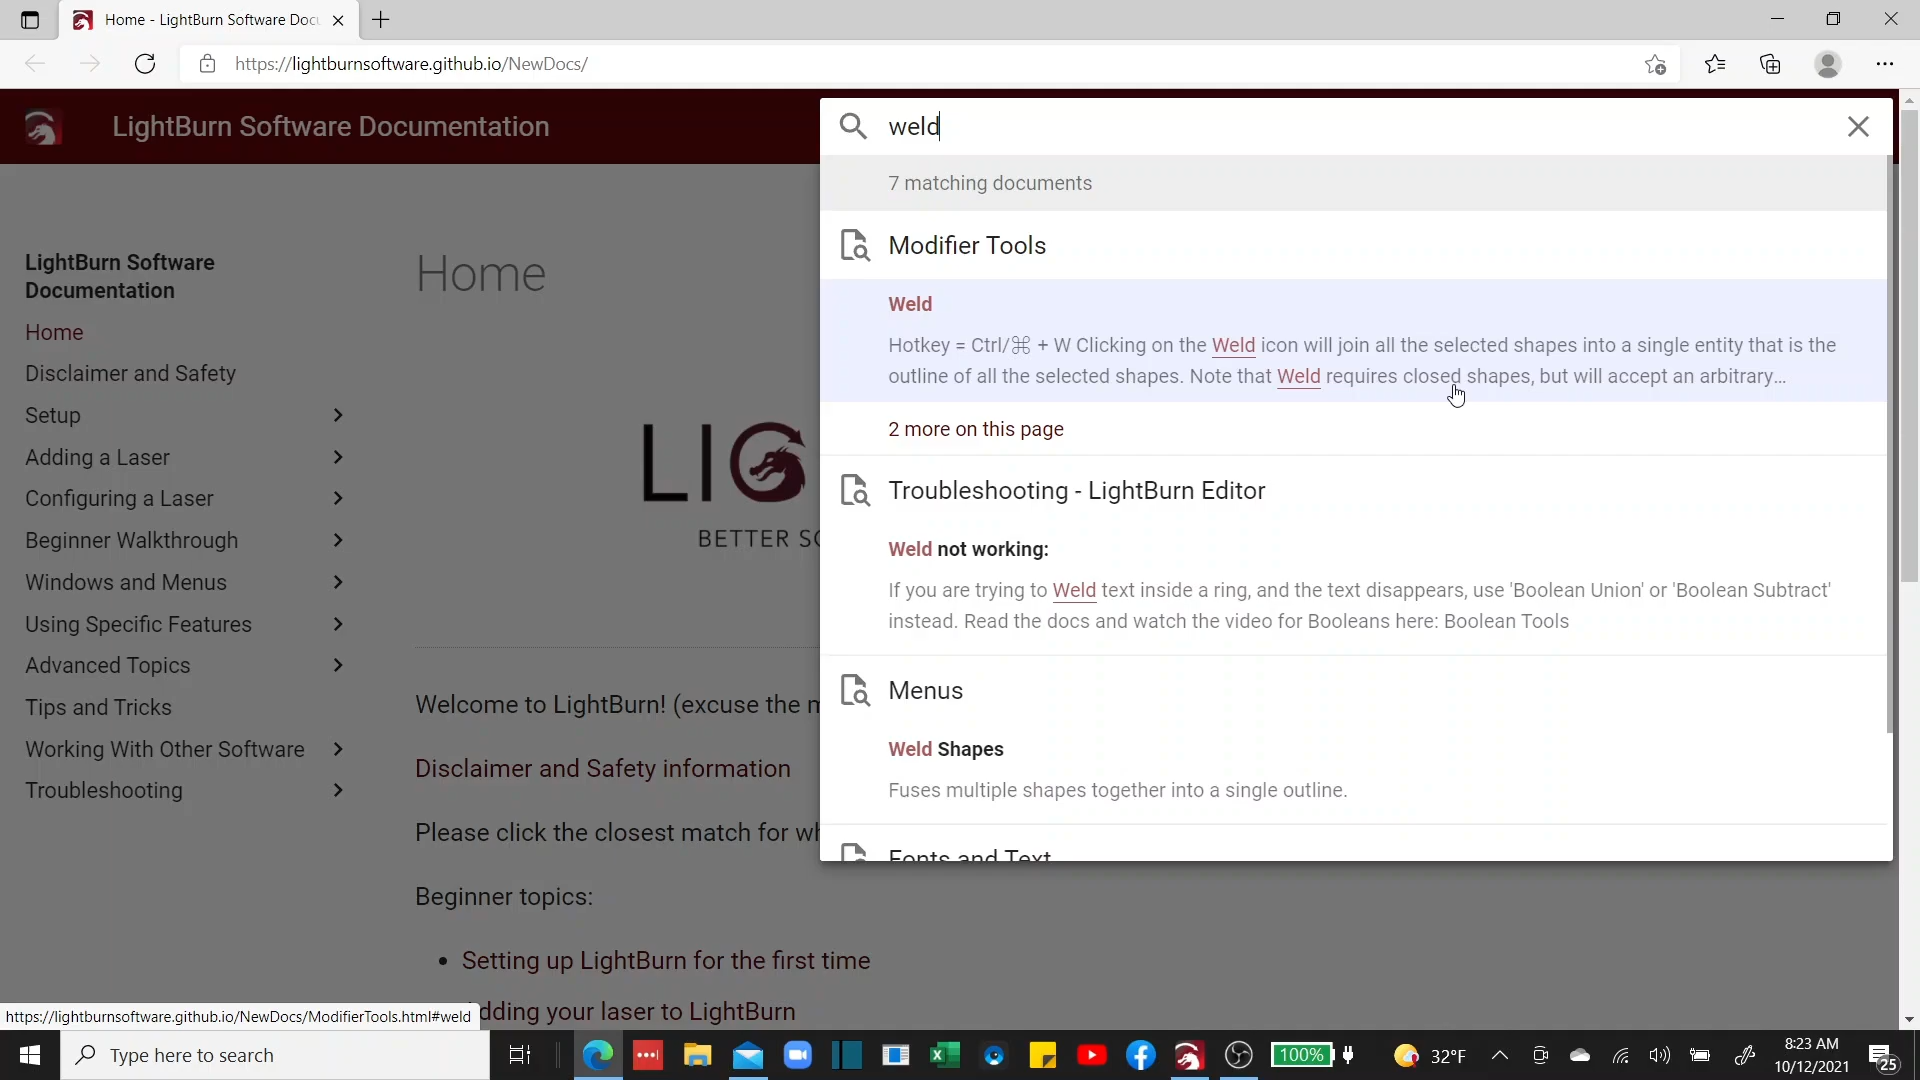 Home - LightBurn Software Docu
https://lightburnsoftware.github.io/NewDocs/
LightBurn Software Documentation
weld
7 matching documents
Modifier Tools
Weld
Hotkey = Ctrl/⌘ + W Clicking on the Weld icon will join all the selected shapes into a single entity that is the
outline of all the selected shapes. Note that Weld requires closed shapes, but will accept an arbitrary...
2 more on this page
Troubleshooting - LightBurn Editor
Weld not working:
If you are trying to Weld text inside a ring, and the text disappears, use 'Boolean Union' or 'Boolean Subtract'
instead. Read the docs and watch the video for Booleans here: Boolean Tools
Menus
Weld Shapes
Fuses multiple shapes together into a single outline.
Fonts and Text
LightBurn Software
Documentation
Home
Disclaimer and Safety
Setup
Adding a Laser
Configuring a Laser
Beginner Walkthrough
Windows and Menus
Using Specific Features
Advanced Topics
Tips and Tricks
Working With Other Software
Troubleshooting
Home
LIG
BETTER SO
Welcome to LightBurn! (excuse the m
Disclaimer and Safety information
Please click the closest match for wh
Beginner topics:
• Setting up LightBurn for the first time
dding your laser to LightBurn
https://lightburnsoftware.github.io/NewDocs/ModifierTools.html#weld
Type here to search
100%
32°F
8:23 AM
10/12/2021
25